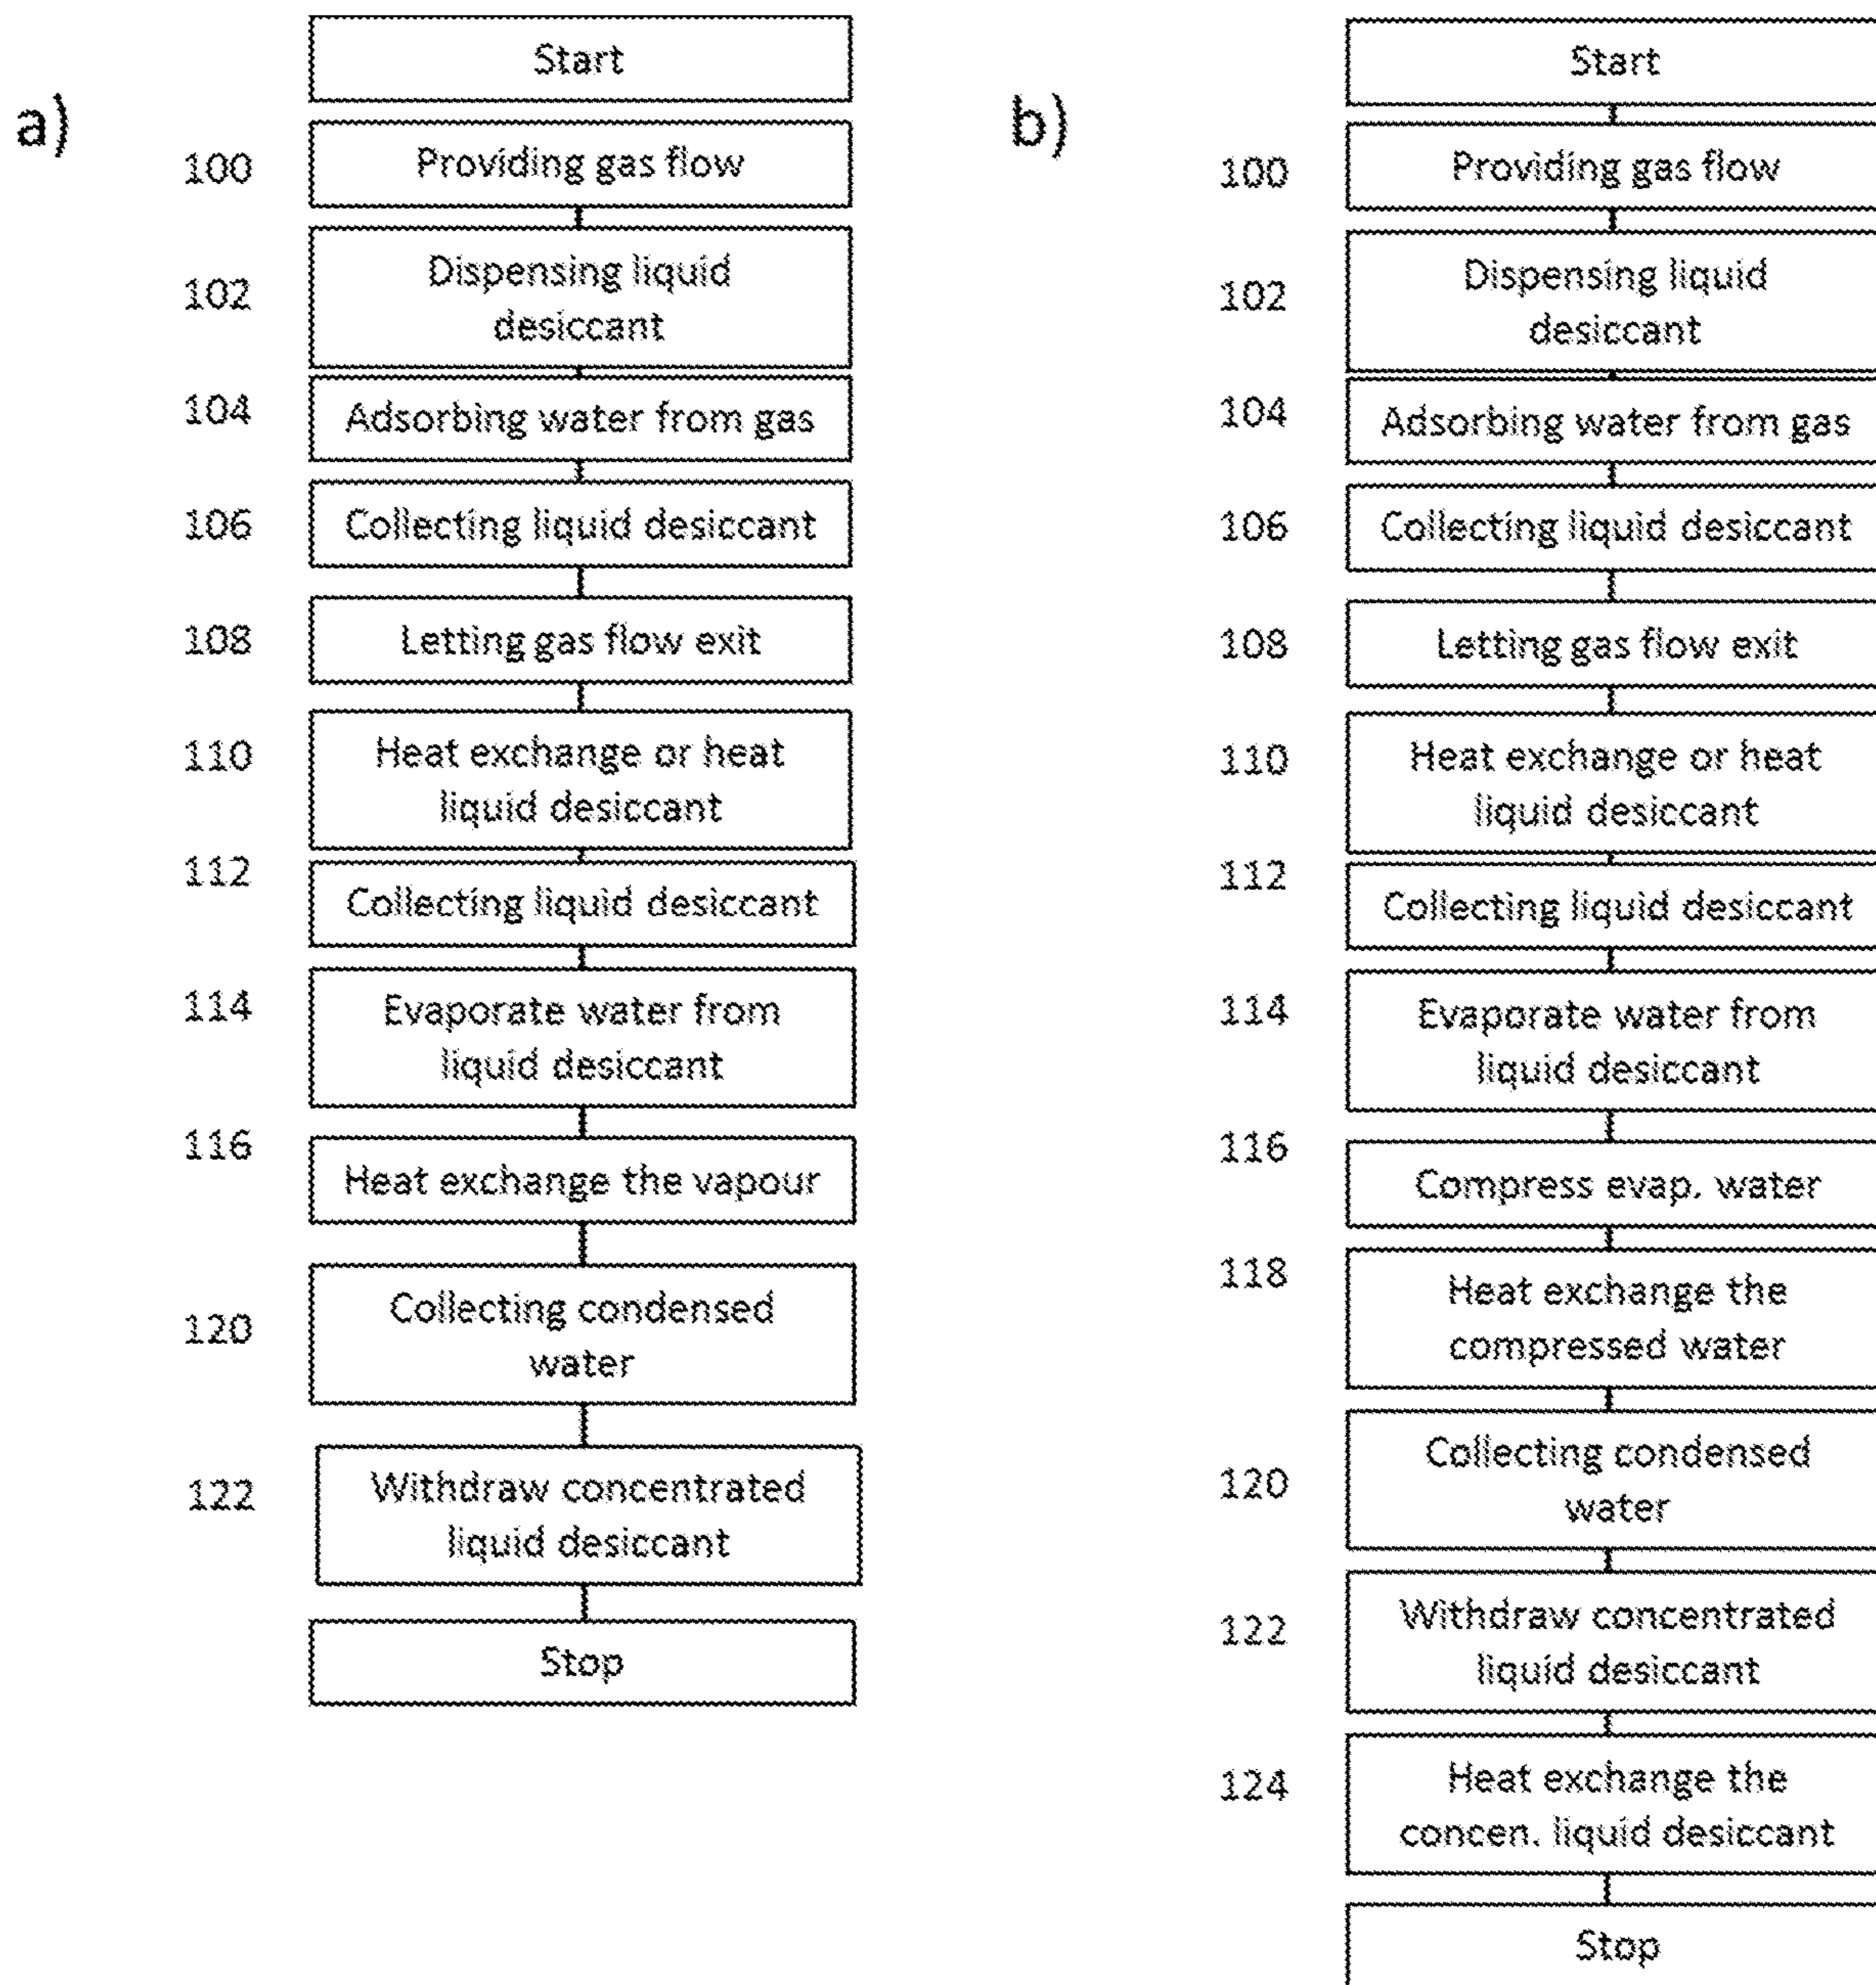 a)
Start
100
Providing gas flow
102
Dispensing liquid
desiccant
104
Adsorbing water from gas
106
Collecting liquid desiccant
108
Letting gas flow exit
110
Heat exchange or heat
liquid desiccant
112
Collecting liquid desiccant
114
Evaporate water from
liquid desiccant
116
Heat exchange the vapour
120
Collecting condensed
water
122
Withdraw concentrated
liquid desiccant
Stop
b)
Start
100
Providing gas flow
102
Dispensing liquid
desiccant
104
Adsorbing water from gas
106
Collecting liquid desiccant
108
Letting gas flow exit
110
Heat exchange or heat
liquid desiccant
112
Collecting liquid desiccant
114
Evaporate water from
liquid desiccant
116
Compress evap. water
118
Heat exchange the
compressed water
120
Collecting condensed
water
122
Withdraw concentrated
liquid desiccant
124
Heat exchange the
concen. liquid desiccant
Stop